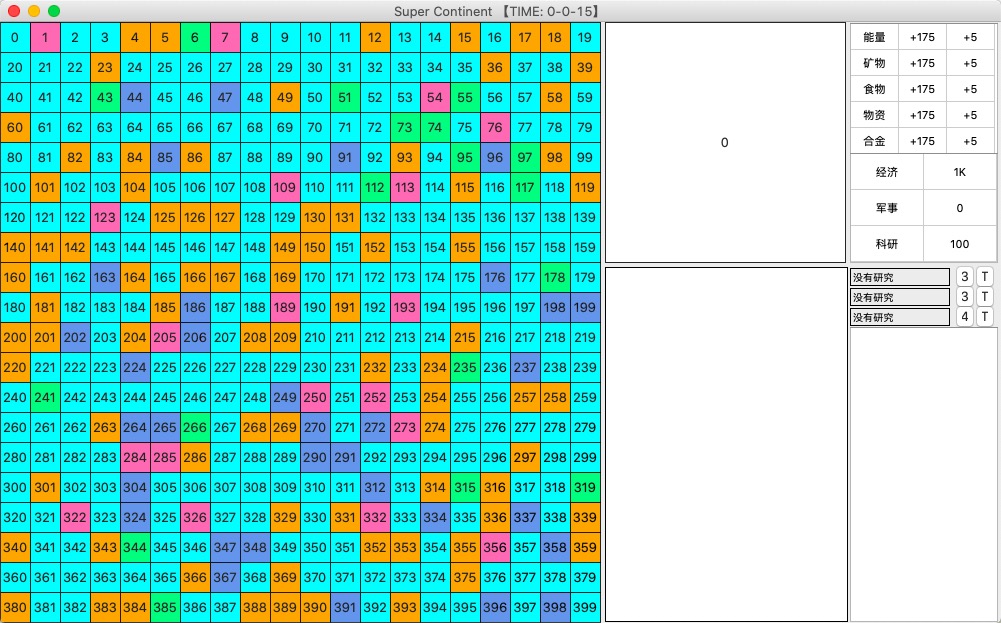 Super Continent 【TIME: 0-0-15】
0 1 2 3 4 5 6 7 8 9 10 11 12 13 14 15 16 17 18 19
20 21 22 23 24 25 26 27 28 29 30 31 32 33 34 35 36 37 38 39
40 41 42 43 44 45 46 47 48 49 50 51 52 53 54 55 56 57 58 59
60 61 62 63 64 65 66 67 68 69 70 71 72 73 74 75 76 77 78 79
80 81 82 83 84 85 86 87 88 89 90 91 92 93 94 95 96 97 98 99
100 101 102 103 104 105 106 107 108 109 110 111 112 113 114 115 116 117 118 119
120 121 122 123 124 125 126 127 128 129 130 131 132 133 134 135 136 137 138 139
140 141 142 143 144 145 146 147 148 149 150 151 152 153 154 155 156 157 158 159
160 161 162 163 164 165 166 167 168 169 170 171 172 173 174 175 176 177 178 179
180 181 182 183 184 185 186 187 188 189 190 191 192 193 194 195 196 197 198 199
200 201 202 203 204 205 206 207 208 209 210 211 212 213 214 215 216 217 218 219
220 221 222 223 224 225 226 227 228 229 230 231 232 233 234 235 236 237 238 239
240 241 242 243 244 245 246 247 248 249 250 251 252 253 254 255 256 257 258 259
260 261 262 263 264 265 266 267 268 269 270 271 272 273 274 275 276 277 278 279
280 281 282 283 284 285 286 287 288 289 290 291 292 293 294 295 296 297 298 299
300 301 302 303 304 305 306 307 308 309 310 311 312 313 314 315 316 317 318 319
320 321 322 323 324 325 326 327 328 329 330 331 332 333 334 335 336 337 338 339
340 341 342 343 344 345 346 347 348 349 350 351 352 353 354 355 356 357 358 359
360 361 362 363 364 365 366 367 368 369 370 371 372 373 374 375 376 377 378 379
380 381 382 383 384 385 386 387 388 389 390 391 392 393 394 395 396 397 398 399
0
能量 +175 +5
矿物 +175 +5
食物 +175 +5
物资 +175 +5
合金 +175 +5
经济 1K
军事 0
科研 100
没有研究 3 T
没有研究 3 T
没有研究 4 T